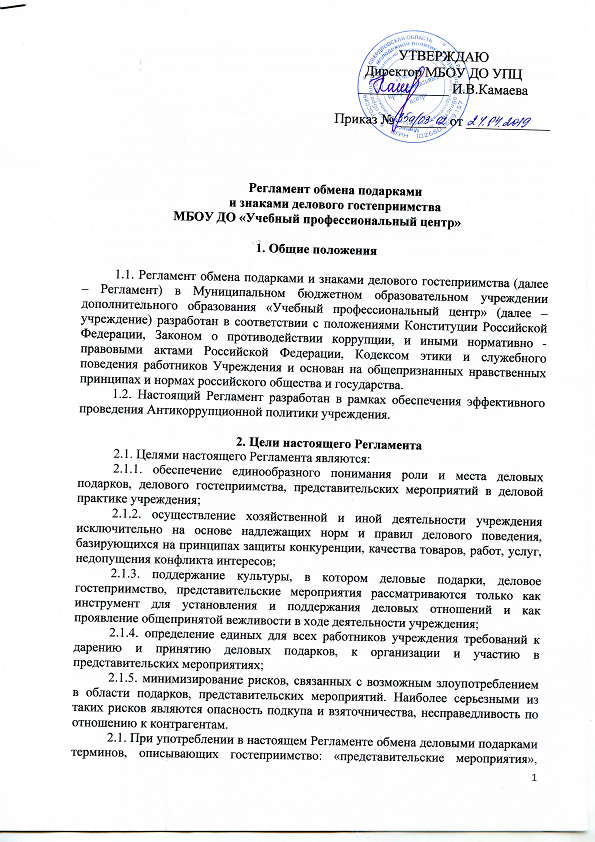 УТВЕРЖДАЮ
Директор МБОУ ДО УПЦ
И.В.Камаева
Приказ № от 24.04.2019
Регламент обмена подарками
и знаками делового гостеприимства
МБОУ ДО «Учебный профессиональный центр»
1. Общие положения
1.1. Регламент обмена подарками и знаками делового гостеприимства (далее
– Регламент) в Муниципальном бюджетном образовательном учреждении
дополнительного образования «Учебный профессиональный центр» (далее –
учреждение) разработан в соответствии с положениями Конституции Российской
Федерации, Законом о противодействии коррупции, и иными нормативно -
правовыми актами Российской Федерации, Кодексом этики и служебного
поведения работников Учреждения и основан на общепризнанных нравственных
принципах и нормах российского общества и государства.
1.2. Настоящий Регламент разработан в рамках обеспечения эффективного
проведения Антикоррупционной политики учреждения.
2. Цели настоящего Регламента
2.1. Целями настоящего Регламента являются:
2.1.1. обеспечение единообразного понимания роли и места деловых
подарков, делового гостеприимства, представительских мероприятий в деловой
практике учреждения;
2.1.2. осуществление хозяйственной и иной деятельности учреждения
исключительно на основе надлежащих норм и правил делового поведения,
базирующихся на принципах защиты конкуренции, качества товаров, работ, услуг,
недопущения конфликта интересов;
2.1.3. поддержание культуры, в котором деловые подарки, деловое
гостеприимство, представительские мероприятия рассматриваются только как
инструмент для установления и поддержания деловых отношений и как
проявление общепринятой вежливости в ходе деятельности учреждения;
2.1.4. определение единых для всех работников учреждения требований к
дарению и принятию деловых подарков, к организации и участию в
представительских мероприятиях;
2.1.5. минимизирование рисков, связанных с возможным злоупотреблением
в области подарков, представительских мероприятий. Наиболее серьезными из
таких рисков являются опасность подкупа и взяточничества, несправедливость по
отношению к контрагентам.
2.1. При употреблении в настоящем Регламенте обмена деловыми подарками
терминов, описывающих гостеприимство: «представительские мероприятия»,
1